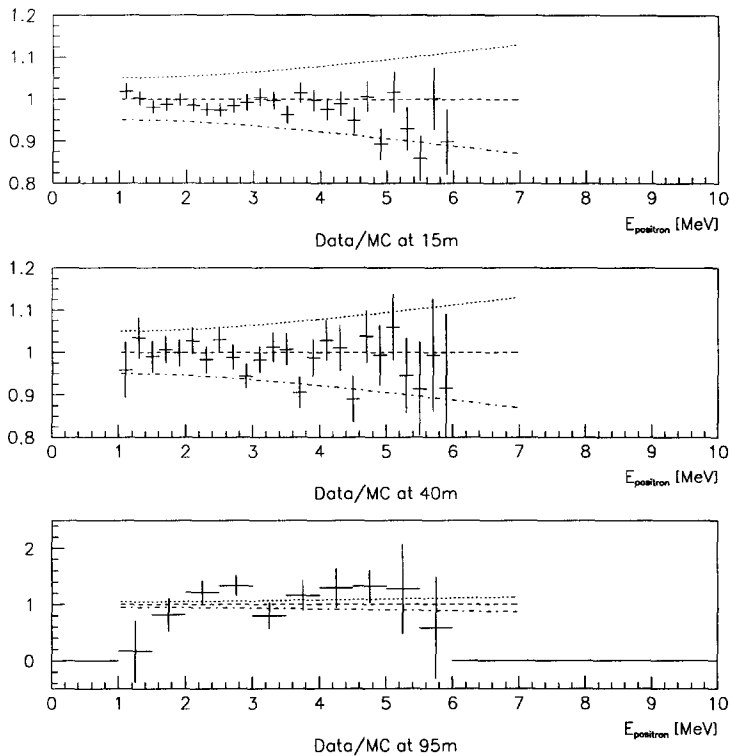 1.2
1.1
1
0.9
0.8
0 1 2 3 4 5 6 7 8 9 10
E_positron [MeV]
Data/MC at 15m
1.2
1.1
1
0.9
0.8
0 1 2 3 4 5 6 7 8 9 10
E_positron [MeV]
Data/MC at 40m
2
1
0
0 1 2 3 4 5 6 7 8 9 10
E_positron [MeV]
Data/MC at 95m